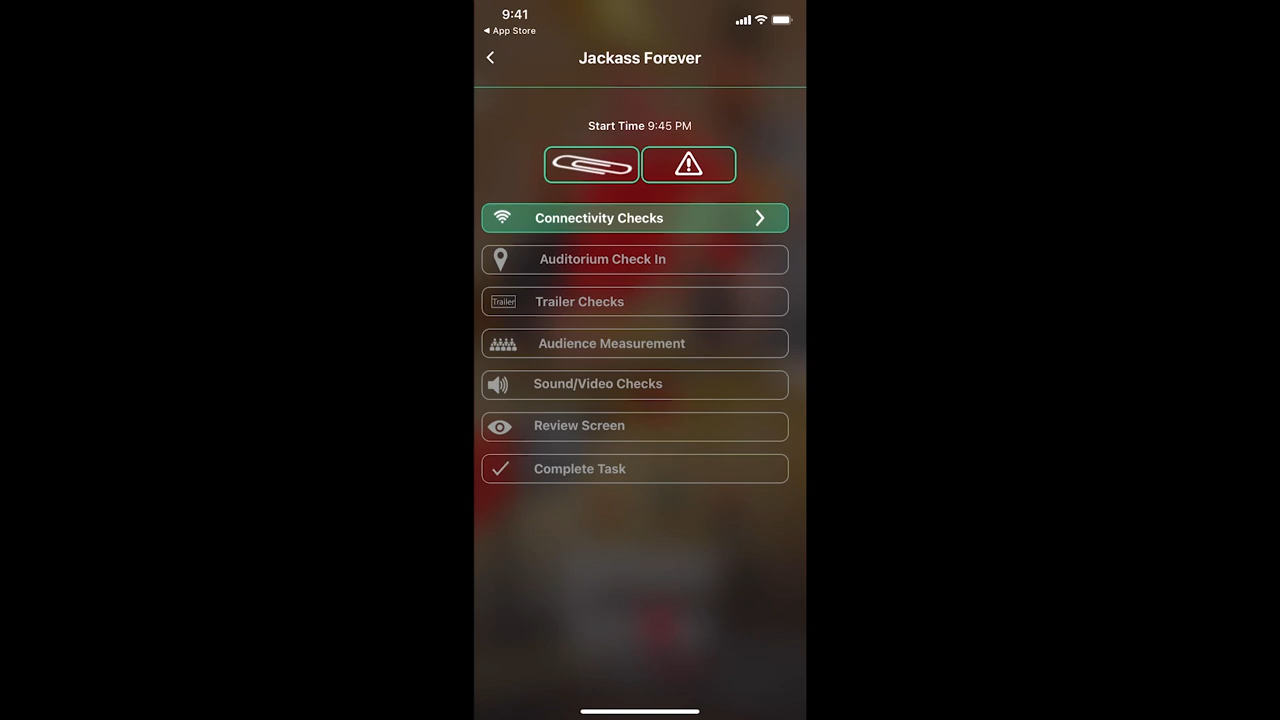 9:41
◀ App Store
Jackass Forever
Start Time 9:45 PM
Connectivity Checks
Auditorium Check In
Trailer Trailer Checks
Audience Measurement
Sound/Video Checks
Review Screen
Complete Task